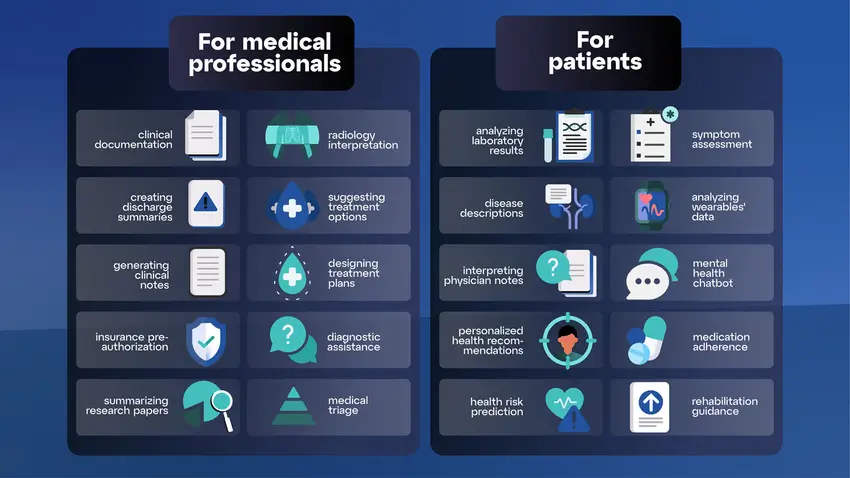 For medical
professionals
clinical
documentation
radiology
interpretation
creating
discharge
summaries
suggesting
treatment
options
generating
clinical
notes
designing
treatment
plans
insurance pre-
authorization
?
diagnostic
assistance
summarizing
research papers
medical
triage
For
patients
analyzing
laboratory
results
symptom
assessment
disease
descriptions
analyzing
wearables'
data
interpreting
physician notes
?
mental
health
chatbot
personalized
health recom-
mendations
medication
adherence
health risk
prediction
rehabilitation
guidance